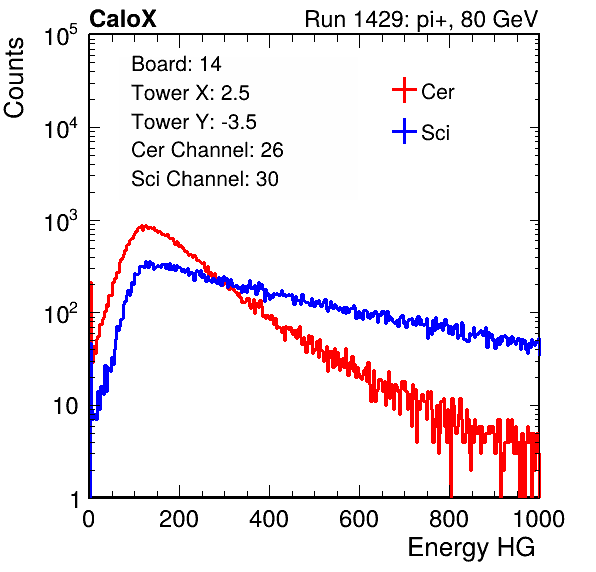 CaloX Run 1429: pi+, 80 GeV
Counts
Board: 14
Tower X: 2.5
Tower Y: -3.5
Cer Channel: 26
Sci Channel: 30
Cer
Sci
10^5
10^4
10^3
10^2
10
1
0 200 400 600 800 1000
Energy HG